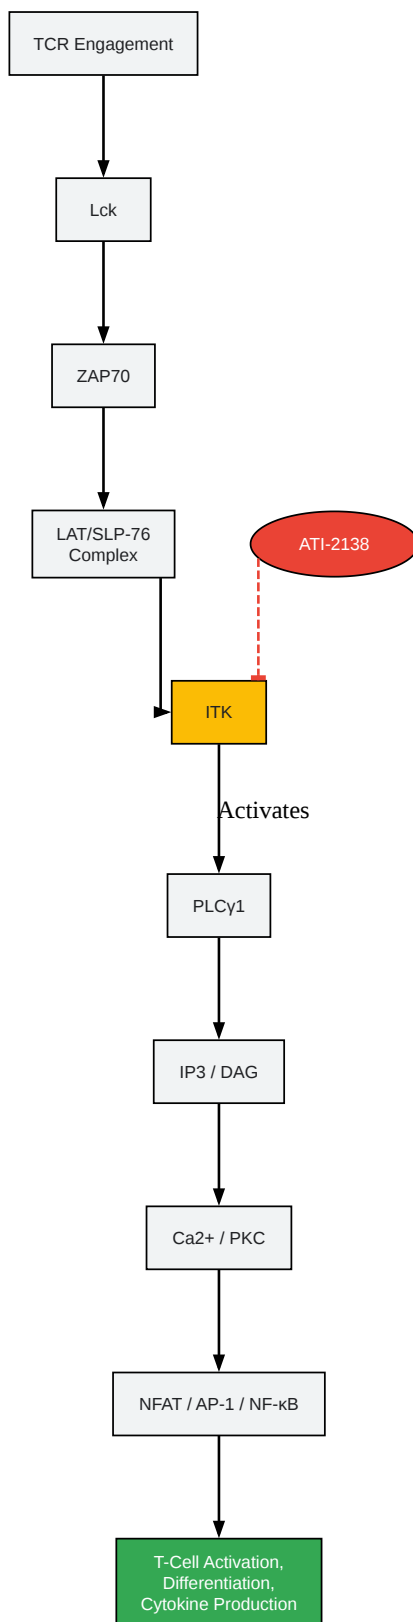 TCR Engagement
Lck
ZAP70
LAT/SLP-76
Complex
ATI-2138
ITK
Activates
PLCγ1
IP3 / DAG
Ca2+ / PKC
NFAT / AP-1 / NF-κB
T-Cell Activation,
Differentiation,
Cytokine Production